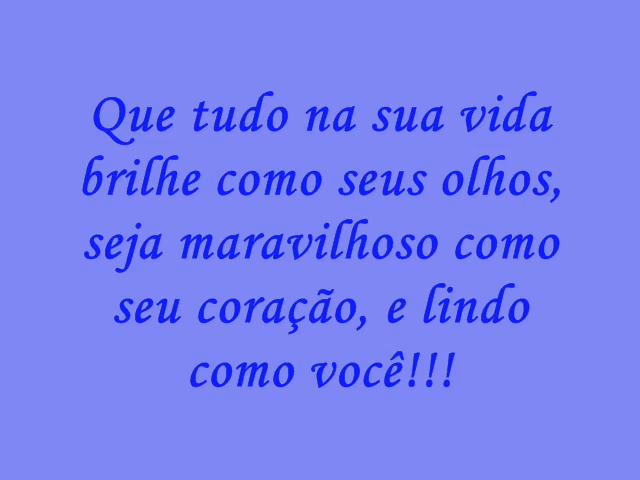 Que tudo na sua vida
brilhe como seus olhos,
seja maravilhoso como
seu coração, e lindo
como você!!!